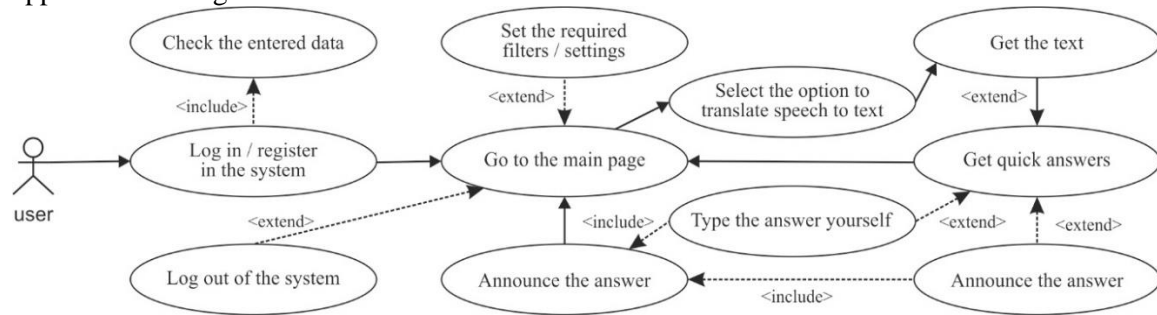 Check the entered data
Set the required
filters / settings
Get the text
Select the option to
translate speech to text
<include>
<extend>
<extend>
Log in / register
in the system
Go to the main page
Get quick answers
user
<extend>
<include>
Type the answer yourself
<extend>
<extend>
Log out of the system
Announce the answer
Announce the answer
<include>